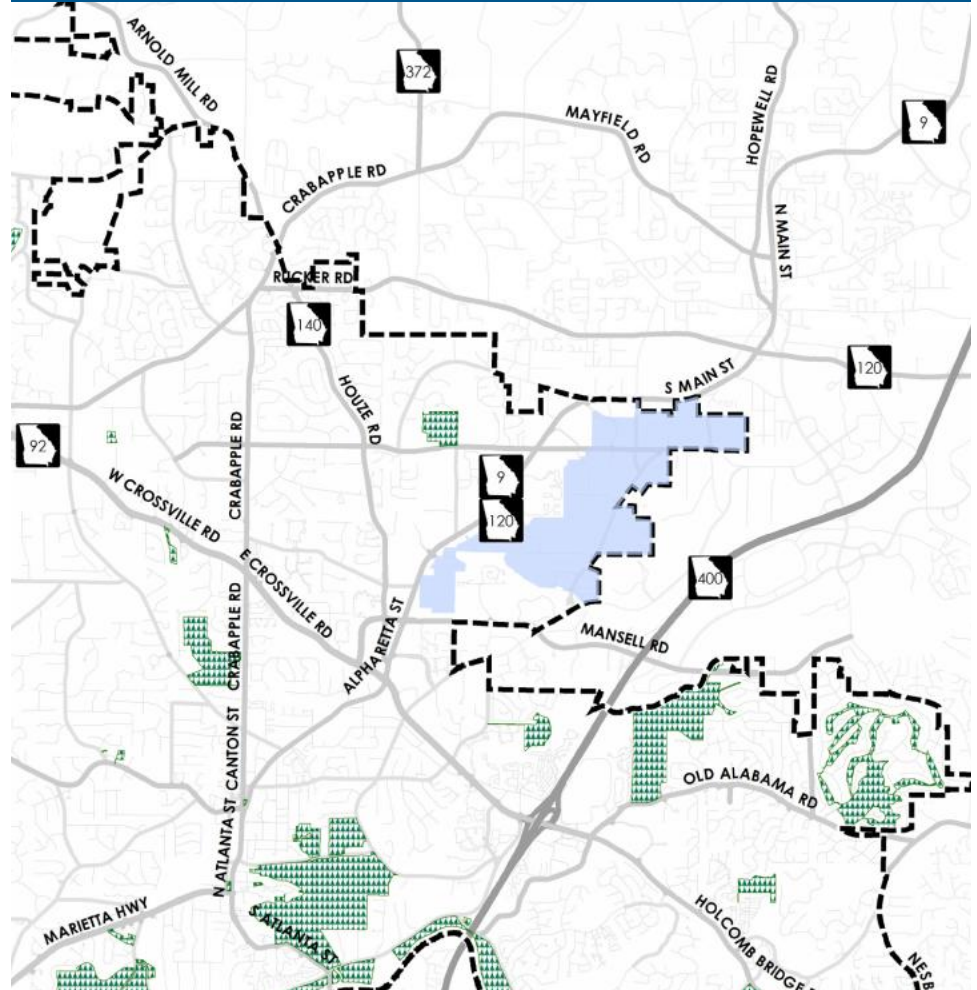 ARNOLD MILL RD
372
MAYFIELD RD
HOPEWELL RD
9
CRABAPPLE RD
N MAIN ST
RUCKER RD
140
120
S MAIN ST
HOUZE RD
CRABAPPLE RD
92
9
120
W CROSSVILLE RD
E CROSSVILLE RD
400
CRABAPPLE RD
ALPHARETTA ST
MANSELL RD
CANTON ST
OLD ALABAMA RD
N ATLANTA ST
MARIETTA HWY
S ATLANTA ST
HOLCOMB BRIDGE
NESB